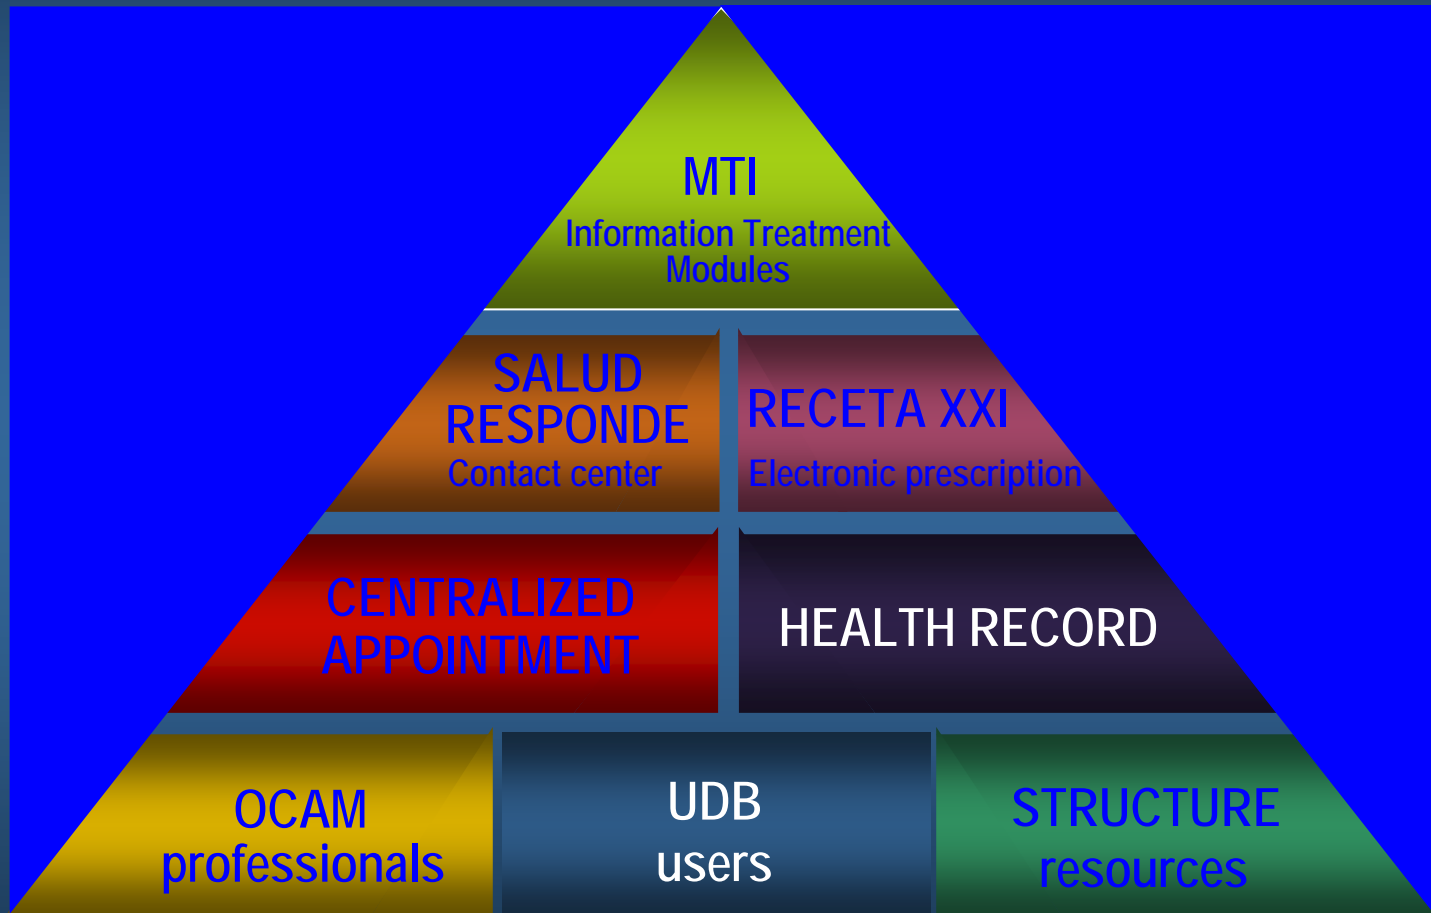 MTI
Information Treatment
Modules
SALUD
RESPONDE
Contact center
RECETA XXI
Electronic prescription
CENTRALIZED
APPOINTMENT
HEALTH RECORD
OCAM
professionals
UDB
users
STRUCTURE
resources